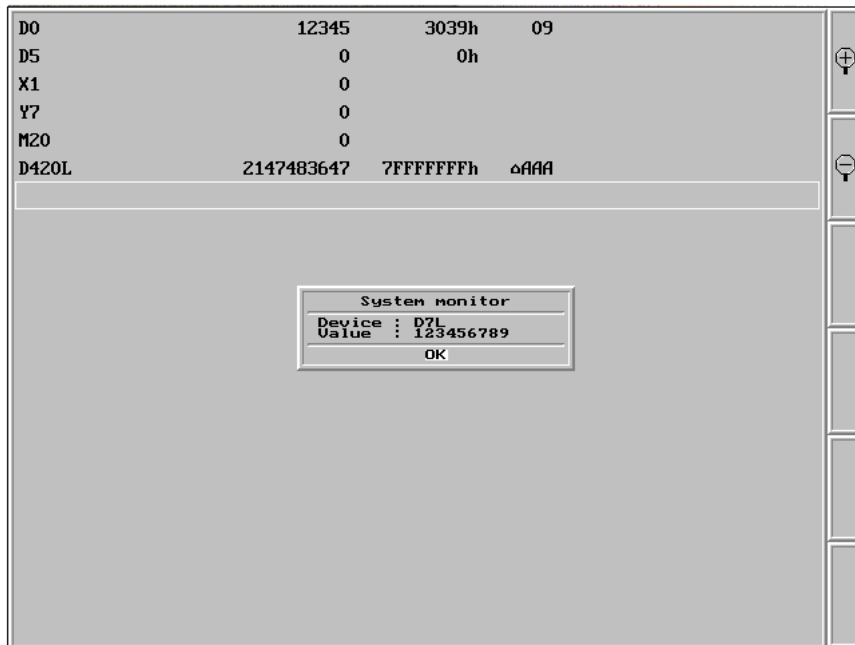 D0 12345 3039h 09
D5 0 0h
X1 0
Y7 0
M20 0
D420L 2147483647 7FFFFFFFh ⌂AAA
System monitor
Device : D7L
Value : 123456789
OK